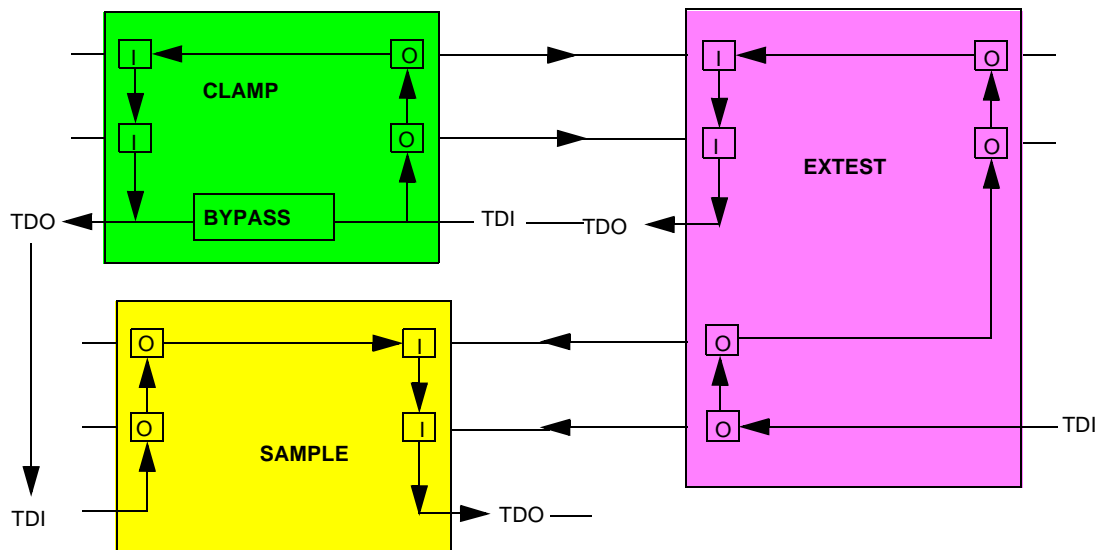 I O I O
CLAMP
I O I O
EXTEST
TDO BYPASS TDI TDO
O I O
O I O TDI
SAMPLE
TDI TDO